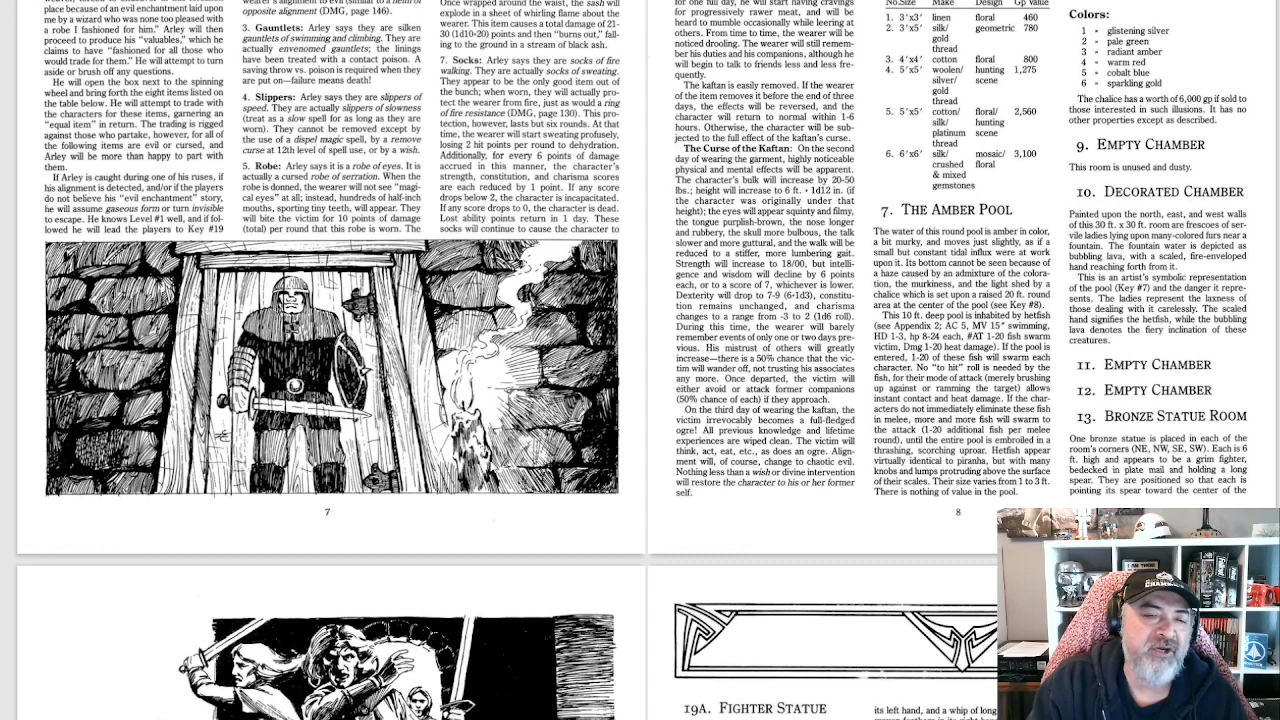 place because of an evil enchantment laid upon
me by a wizard who was none too pleased with
a robe I fashioned for him." Arley will then
proceed to produce his "valuables," which he
claims to have "fashioned for all those who
would trade for them." He will attempt to turn
aside or brush off any questions.
He will open the box next to the spinning
wheel and bring forth the eight items listed on
the table below. He will attempt to trade with
the characters for these items, garnering an
"equal item" in return. The trading is rigged
against those who partake, however, for all of
the following items are evil or cursed, and
Arley will be more than happy to part with
them.
If Arley is caught during one of his ruses, if
his alignment is detected, and/or if the players
do not believe his "evil enchantment" story,
he will assume gaseous form or turn invisible
to escape. He knows Level #1 well, and if fol-
lowed he will lead the players to Key #19
opposite alignment (DMG, page 146).
3. Gauntlets: Arley says they are silken
gauntlets of swimming and climbing. They are
actually envenomed gauntlets; the linings
have been treated with a contact poison. A
saving throw vs. poison is required when they
are put on—failure means death!
4. Slippers: Arley says they are slippers of
speed. They are actually slippers of slowness
(treat as a slow spell for as long as they are
worn). They cannot be removed except by
the use of a dispel magic spell, by a remove
curse at 12th level of spell use, or by a wish.
5. Robe: Arley says it is a robe of eyes. It is
actually a cursed robe of serration. When the
robe is donned, the wearer will not see "magi-
cal eyes" at all; instead, hundreds of half-inch
mouths, sporting tiny teeth, will appear. They
will bite the victim for 10 points of damage
(total) per round that this robe is worn. The
Once wrapped around the waist, the sash will
explode in a sheet of whirling flame about the
wearer. This item causes a total damage of 21-
30 (1d10+20) points and then "burns out," fall-
ing to the ground in a stream of black ash.
7. Socks: Arley says they are socks of fire
walking. They are actually socks of sweating.
They appear to be the only good item out of
the bunch; when worn, they will actually pro-
tect the wearer from fire, just as would a ring
of fire resistance (DMG, page 130). This pro-
tection, however, lasts but six rounds. At that
time, the wearer will start sweating profusely,
losing 2 hit points per round to dehydration.
Additionally, for every 6 points of damage
accrued in this manner, the character's
strength, constitution, and charisma scores
are each reduced by 1 point. If any score
drops below 2, the character is incapacitated.
If any score drops to 0, the character is dead.
Lost ability points return in 1 day. These
socks will continue to cause the character to
7
for one full day, he will start having cravings
for progressively rawer meat, and will be
heard to mumble occasionally while leering at
others. From time to time, the wearer will be
noticed drooling. The wearer will still remem-
ber his duties and his companions, although he
will begin to talk to friends less and less fre-
quently.
The kaftan is easily removed. If the wearer
of the item removes it before the end of three
days, the effects will be reversed, and the
character will return to normal within 1-6
hours. Otherwise, the character will be sub-
jected to the full effect of the kaftan's curse.
The Curse of the Kaftan: On the second
day of wearing the garment, highly noticeable
physical and mental effects will be apparent.
The character's bulk will increase by 20-50
lbs.; height will increase to 6 ft. + 1d12 in. (if
the character was originally under that
height); the eyes will appear squinty and filmy,
the tongue purplish-brown, the nose longer
and rubbery, the skull more bulbous, the talk
slower and more guttural, and the walk will be
reduced to a stiffer, more lumbering gait.
Strength will increase to 18/00, but intelli-
gence and wisdom will decline by 6 points
each, or to a score of 7, whichever is lower.
Dexterity will drop to 7-9 (6+1d3), constitu-
tion remains unchanged, and charisma
changes to a range from -3 to 2 (1d6 roll).
During this time, the wearer will barely
remember events of only one or two days pre-
vious. His mistrust of others will greatly
increase—there is a 50% chance that the vic-
tim will wander off, not trusting his associates
any more. Once departed, the victim will
either avoid or attack former companions
(50% chance of each) if they approach.
On the third day of wearing the kaftan, the
victim irrevocably becomes a full-fledged
ogre! All previous knowledge and lifetime
experiences are wiped clean. The victim will
think, act, eat, etc., as does an ogre. Align-
ment will, of course, change to chaotic evil.
Nothing less than a wish or divine intervention
will restore the character to his or her former
self.
No. Size Make Design Gp Value
1. 3'x3' linen floral 460
2. 3'x5' silk/ geometric 780
gold
thread
3. 4'x4' cotton floral 800
4. 5'x5' woolen/ hunting 1,275
silver/ scene
gold
thread
5. 5'x5' cotton/ floral/ 2,560
silk/ hunting
platinum scene
thread
6. 6'x6' silk/ mosaic/ 3,100
crushed floral
& mixed
gemstones
7. THE AMBER POOL
The water of this round pool is amber in color,
a bit murky, and moves just slightly, as if a
small but constant tidal influx were at work
upon it. Its bottom cannot be seen because of
a haze caused by an admixture of the colora-
tion, the murkiness, and the light shed by a
chalice which is set upon a raised 20 ft. round
area at the center of the pool (see Key #8).
This 10 ft. deep pool is inhabited by hetfish
(see Appendix 2; AC 5, MV 15" swimming,
HD 1-3, hp 8-24 each, #AT 1-20 fish swarm
victim, Dmg 1-20 heat damage). If the pool is
entered, 1-20 of these fish will swarm each
character. No "to hit" roll is needed by the
fish, for their mode of attack (merely brushing
up against or ramming the target) allows
instant contact and heat damage. If the char-
acters do not immediately eliminate these fish
in melee, more and more fish will swarm to
the attack (1-20 additional fish per melee
round), until the entire pool is embroiled in a
thrashing, scorching uproar. Hetfish appear
virtually identical to piranha, but with many
knobs and lumps protruding above the surface
of their scales. Their size varies from 1 to 3 ft.
There is nothing of value in the pool.
8
Colors:
1 = glistening silver
2 = pale green
3 = radiant amber
4 = warm red
5 = cobalt blue
6 = sparkling gold
The chalice has a worth of 6,000 gp if sold to
those interested in such illusions. It has no
other properties except as described.
9. EMPTY CHAMBER
This room is unused and dusty.
10. DECORATED CHAMBER
Painted upon the north, east, and west walls
of this 30 ft. x 30 ft. room are frescoes of ser-
vile ladies lying upon many-colored furs near a
fountain. The fountain water is depicted as
bubbling lava, with a scaled, fire-enveloped
hand reaching forth from it.
This is an artist's symbolic representation
of the pool (Key #7) and the danger it repre-
sents. The ladies represent the laxness of
those dealing with it carelessly. The scaled
hand signifies the hetfish, while the bubbling
lava denotes the fiery inclination of these
creatures.
11. EMPTY CHAMBER
12. EMPTY CHAMBER
13. BRONZE STATUE ROOM
One bronze statue is placed in each of the
room's corners (NE, NW, SE, SW). Each is 6
ft. high and appears to be a grim fighter,
bedecked in plate mail and holding a long
spear. They are positioned so that each is
pointing its spear toward the center of the
19A. FIGHTER STATUE
its left hand, and a whip of long